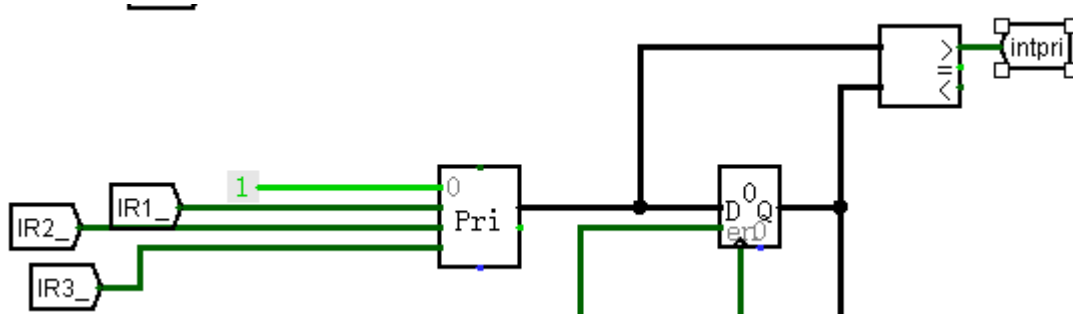 > intpri
=
<
1 0
IR1_
IR2_ Pri
0
D Q
en 0
IR3_